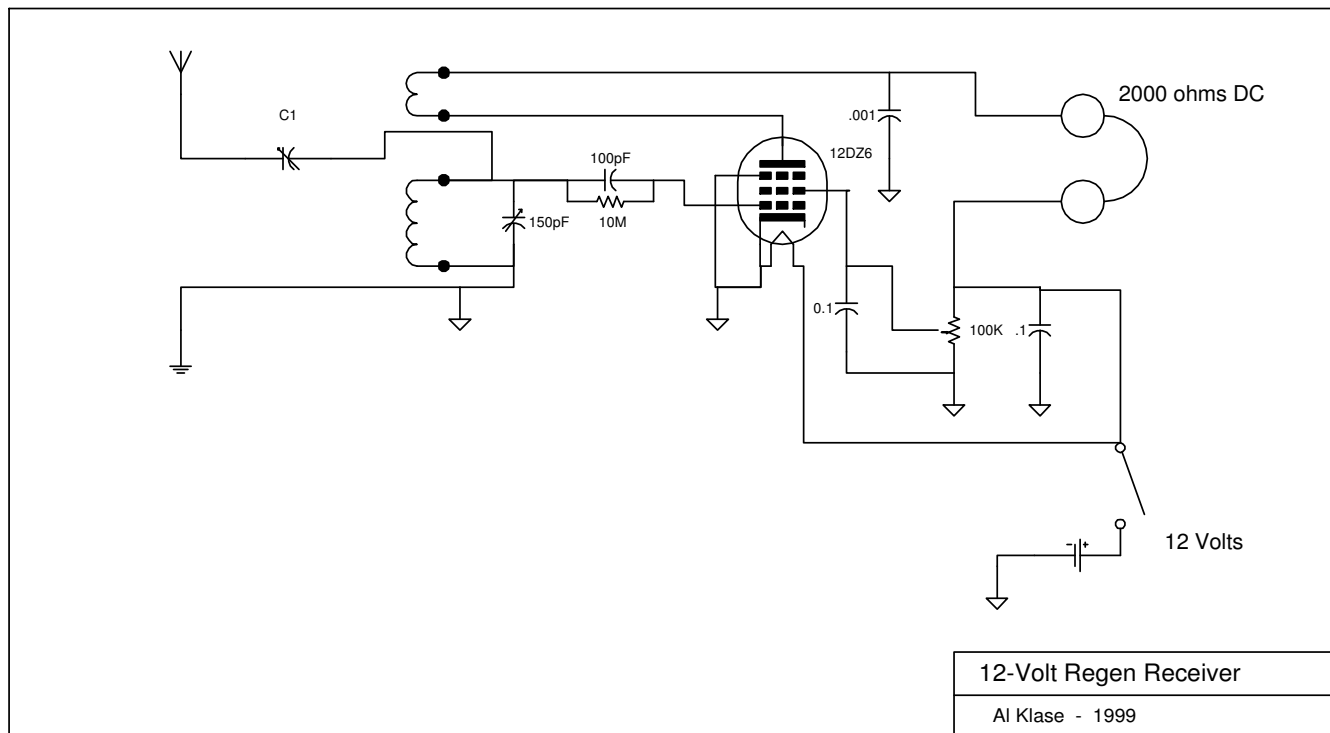 2000 ohms DC
C1
.001
12DZ6
100pF
150pF
10M
0.1
100K
.1
- +
12 Volts
12-Volt Regen Receiver
Al Klase - 1999